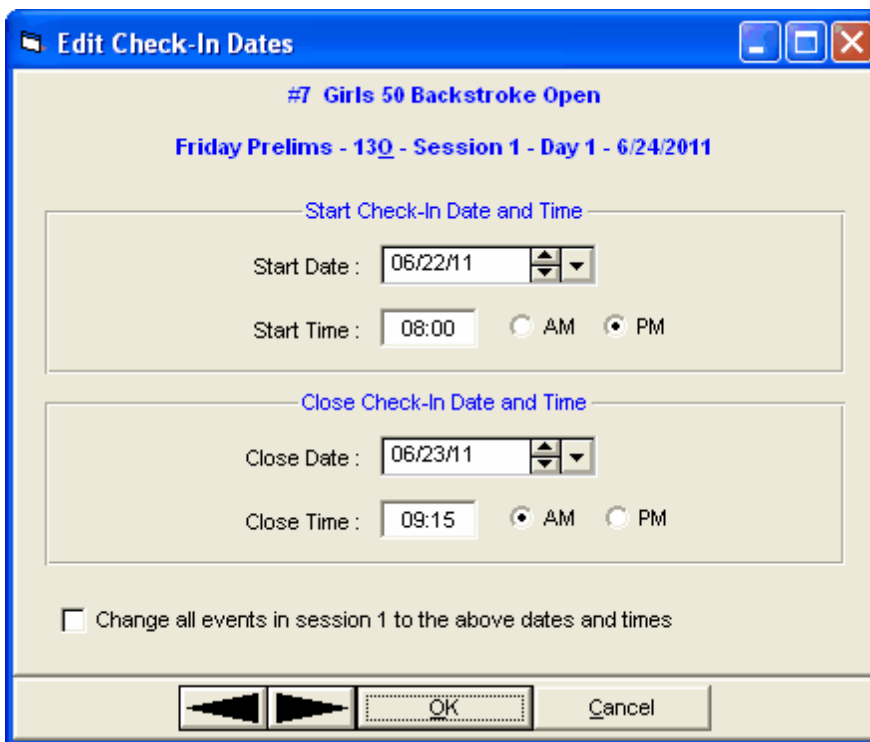 Edit Check-In Dates
#7 Girls 50 Backstroke Open
Friday Prelims - 13O - Session 1 - Day 1 - 6/24/2011
Start Check-In Date and Time
Start Date : 06/22/11
Start Time : 08:00 AM PM
Close Check-In Date and Time
Close Date : 06/23/11
Close Time : 09:15 AM PM
Change all events in session 1 to the above dates and times
OK Cancel